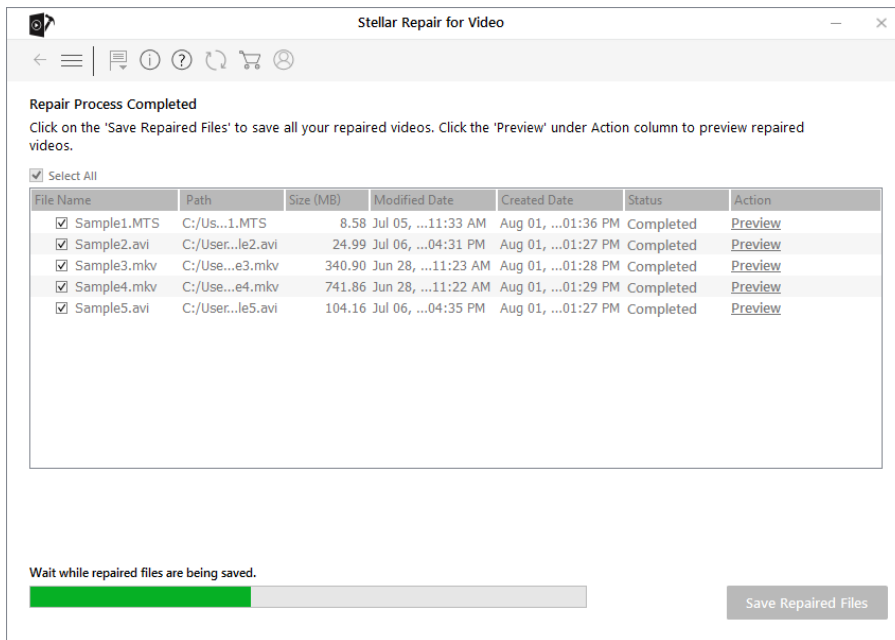 Stellar Repair for Video
Repair Process Completed
Click on the 'Save Repaired Files' to save all your repaired videos. Click the 'Preview' under Action column to preview repaired
videos.
Select All
File Name Path Size (MB) Modified Date Created Date Status Action
Sample1.MTS C:/Us...1.MTS 8.58 Jul 05, ...11:33 AM Aug 01, ...01:36 PM Completed Preview
Sample2.avi C:/User...le2.avi 24.99 Jul 06, ...04:31 PM Aug 01, ...01:27 PM Completed Preview
Sample3.mkv C:/Use...e3.mkv 340.90 Jun 28, ...11:23 AM Aug 01, ...01:28 PM Completed Preview
Sample4.mkv C:/Use...e4.mkv 741.86 Jun 28, ...11:22 AM Aug 01, ...01:29 PM Completed Preview
Sample5.avi C:/User...le5.avi 104.16 Jul 06, ...04:35 PM Aug 01, ...01:27 PM Completed Preview
Wait while repaired files are being saved.
Save Repaired Files